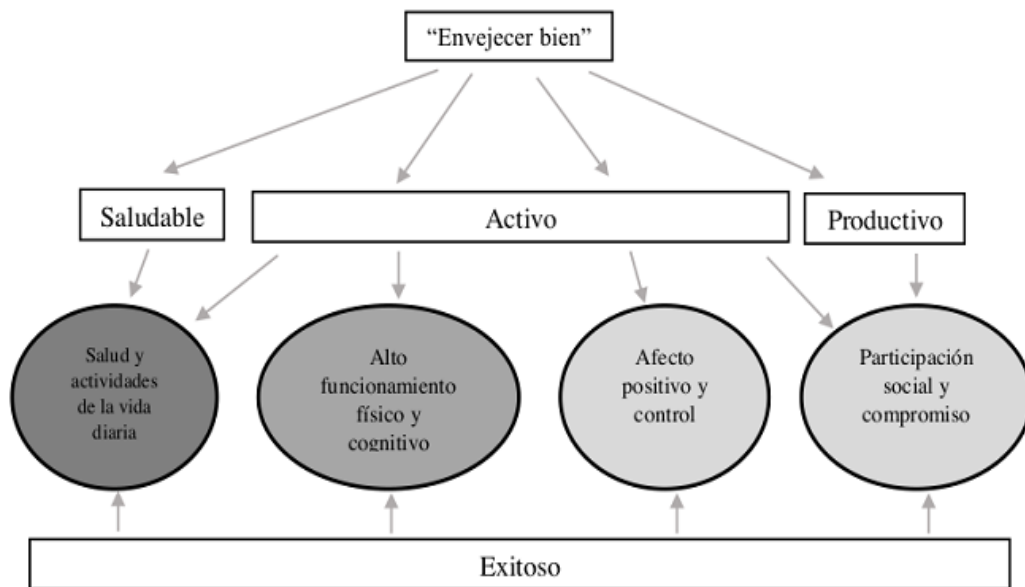 “Envejecer bien”
Saludable
Activo
Productivo
Salud y
actividades
de la vida
diaria
Alto
funcionamiento
físico y
cognitivo
Afecto
positivo y
control
Participación
social y
compromiso
Exitoso